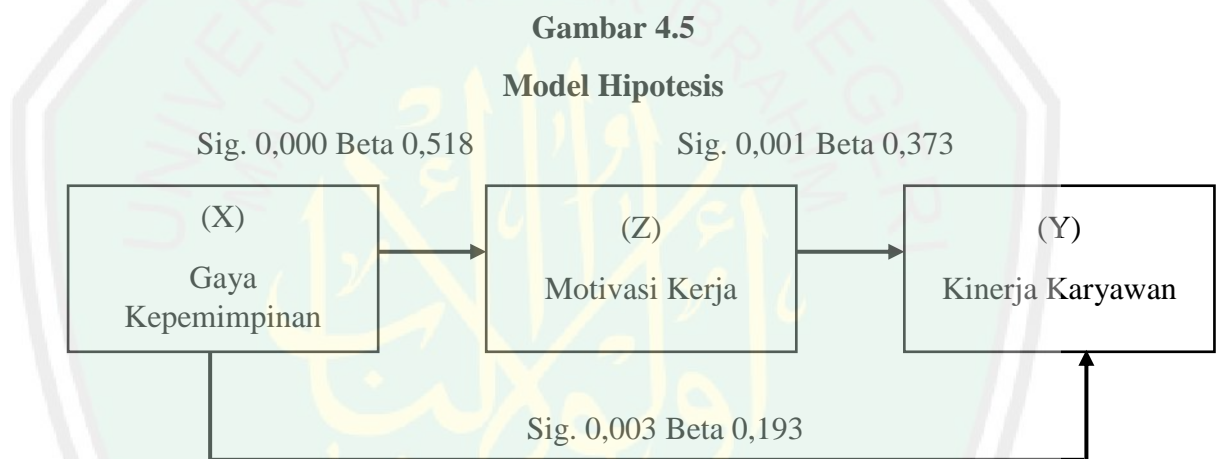 Gambar 4.5
Model Hipotesis
Sig. 0,000 Beta 0,518
Sig. 0,001 Beta 0,373
(X)
Gaya
Kepemimpinan
(Z)
Motivasi Kerja
(Y)
Kinerja Karyawan
Sig. 0,003 Beta 0,193